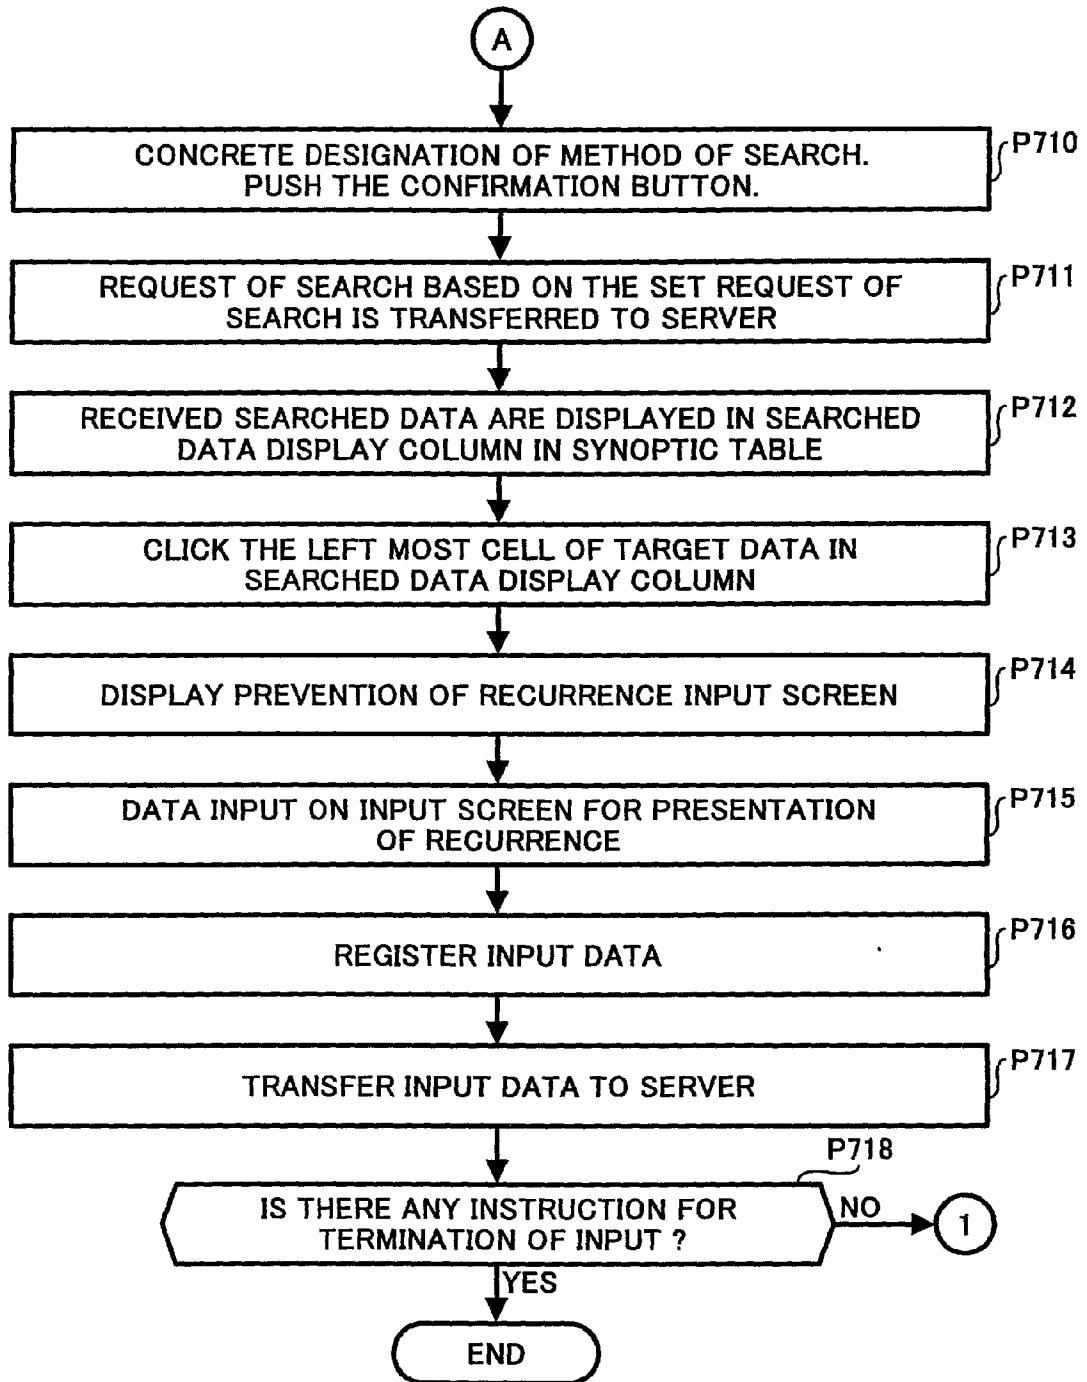 A
CONCRETE DESIGNATION OF METHOD OF SEARCH.
PUSH THE CONFIRMATION BUTTON.
P710
REQUEST OF SEARCH BASED ON THE SET REQUEST OF
SEARCH IS TRANSFERRED TO SERVER
P711
RECEIVED SEARCHED DATA ARE DISPLAYED IN SEARCHED
DATA DISPLAY COLUMN IN SYNOPTIC TABLE
P712
CLICK THE LEFT MOST CELL OF TARGET DATA IN
SEARCHED DATA DISPLAY COLUMN
P713
DISPLAY PREVENTION OF RECURRENCE INPUT SCREEN
P714
DATA INPUT ON INPUT SCREEN FOR PRESENTATION
OF RECURRENCE
P715
REGISTER INPUT DATA
P716
TRANSFER INPUT DATA TO SERVER
P717
P718
IS THERE ANY INSTRUCTION FOR
TERMINATION OF INPUT ?
NO
1
YES
END